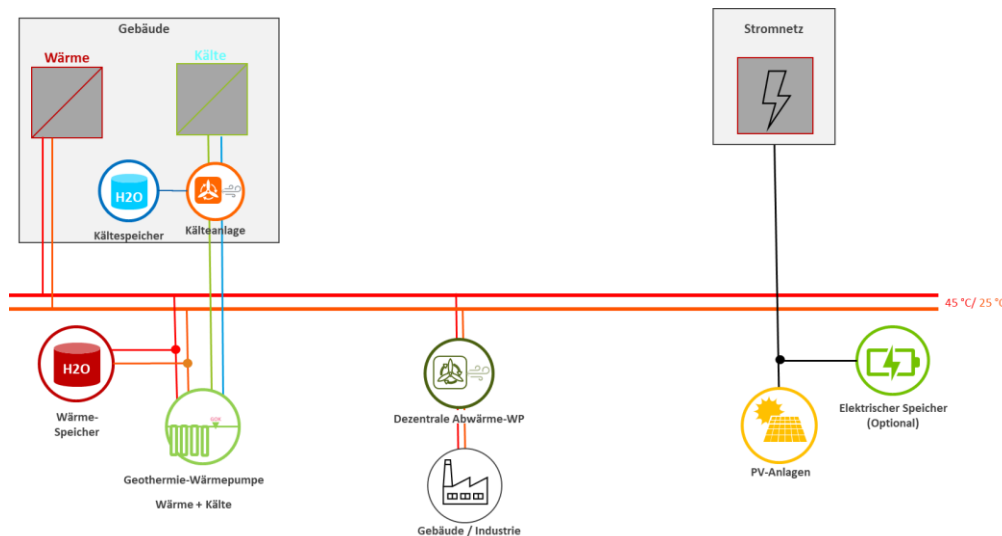 Gebäude
Stromnetz
Wärme
Kälte
H2O
Kältespeicher
Kälteanlage
45 °C/ 25 °C
H2O
Wärme-
Speicher
Geothermie-Wärmepumpe
Wärme + Kälte
Dezentrale Abwärme-WP
Gebäude / Industrie
PV-Anlagen
Elektrischer Speicher
(Optional)